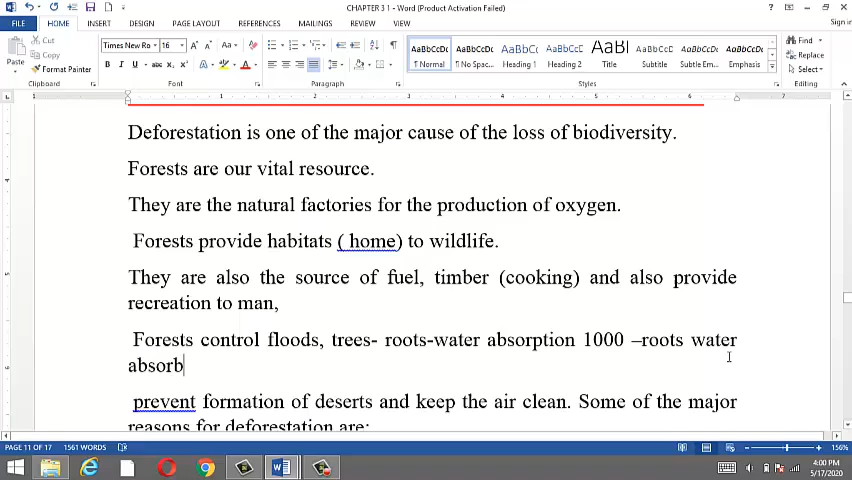 CHAPTER 3 1 - Word (Product Activation Failed)
FILE HOME INSERT DESIGN PAGE LAYOUT REFERENCES MAILINGS REVIEW VIEW Sign in
Cut
Copy
Format Painter
Paste
Times New Ro 16
AaBbCcDc AaBbCcDc AaBbCc AaBbCcC AaBl AaBbCcC AaBbCcDc AaBbCcDc
¶ Normal ¶ No Spac... Heading 1 Heading 2 Title Subtitle Subtle Em... Emphasis
Find
Replace
Select
Clipboard Font Paragraph Styles Editing
Deforestation is one of the major cause of the loss of biodiversity.
Forests are our vital resource.
They are the natural factories for the production of oxygen.
Forests provide habitats ( home) to wildlife.
They are also the source of fuel, timber (cooking) and also provide
recreation to man,
Forests control floods, trees- roots-water absorption 1000 –roots water
absorb
prevent formation of deserts and keep the air clean. Some of the major
reasons for deforestation are:
PAGE 11 OF 17 1561 WORDS 156%
4:00 PM
5/17/2020